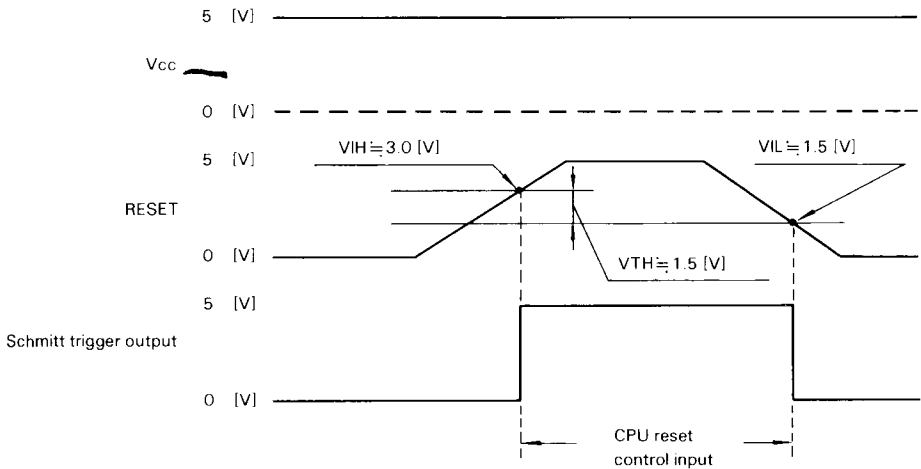 5 [V]
Vcc
0 [V]
VIH≒3.0 [V]
5 [V]
VIL≒1.5 [V]
RESET
0 [V]
VTH≒1.5 [V]
5 [V]
Schmitt trigger output
0 [V]
CPU reset
control input